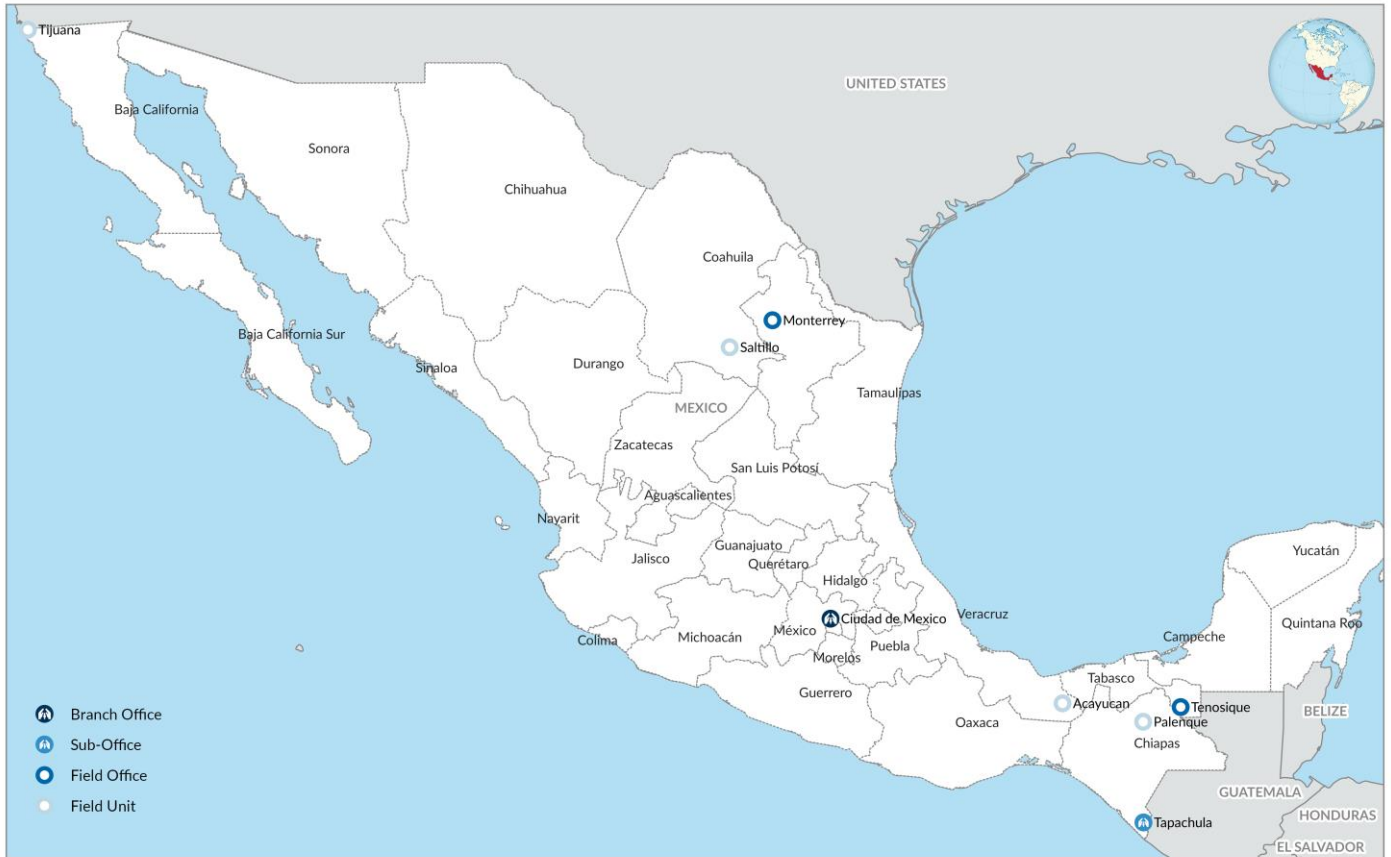 Tijuana
UNITED STATES
Baja California
Sonora
Chihuahua
Coahuila
Monterrey
Baja California Sur
Saltillo
Durango
Sinaloa
Tamaulipas
MEXICO
Zacatecas
San Luis Potosí
Aguascalientes
Nayarit
Guanajuato
Jalisco
Querétaro
Yucatán
Hidalgo
Veracruz
Ciudad de Mexico
Quintana Roo
México
Michoacán
Colima
Campeche
Puebla
Morelos
Tabasco
Guerrero
Acayucan
Tenosique
BELIZE
Oaxaca
Palenque
Chiapas
GUATEMALA
HONDURAS
Tapachula
EL SALVADOR
Branch Office
Sub-Office
Field Office
Field Unit